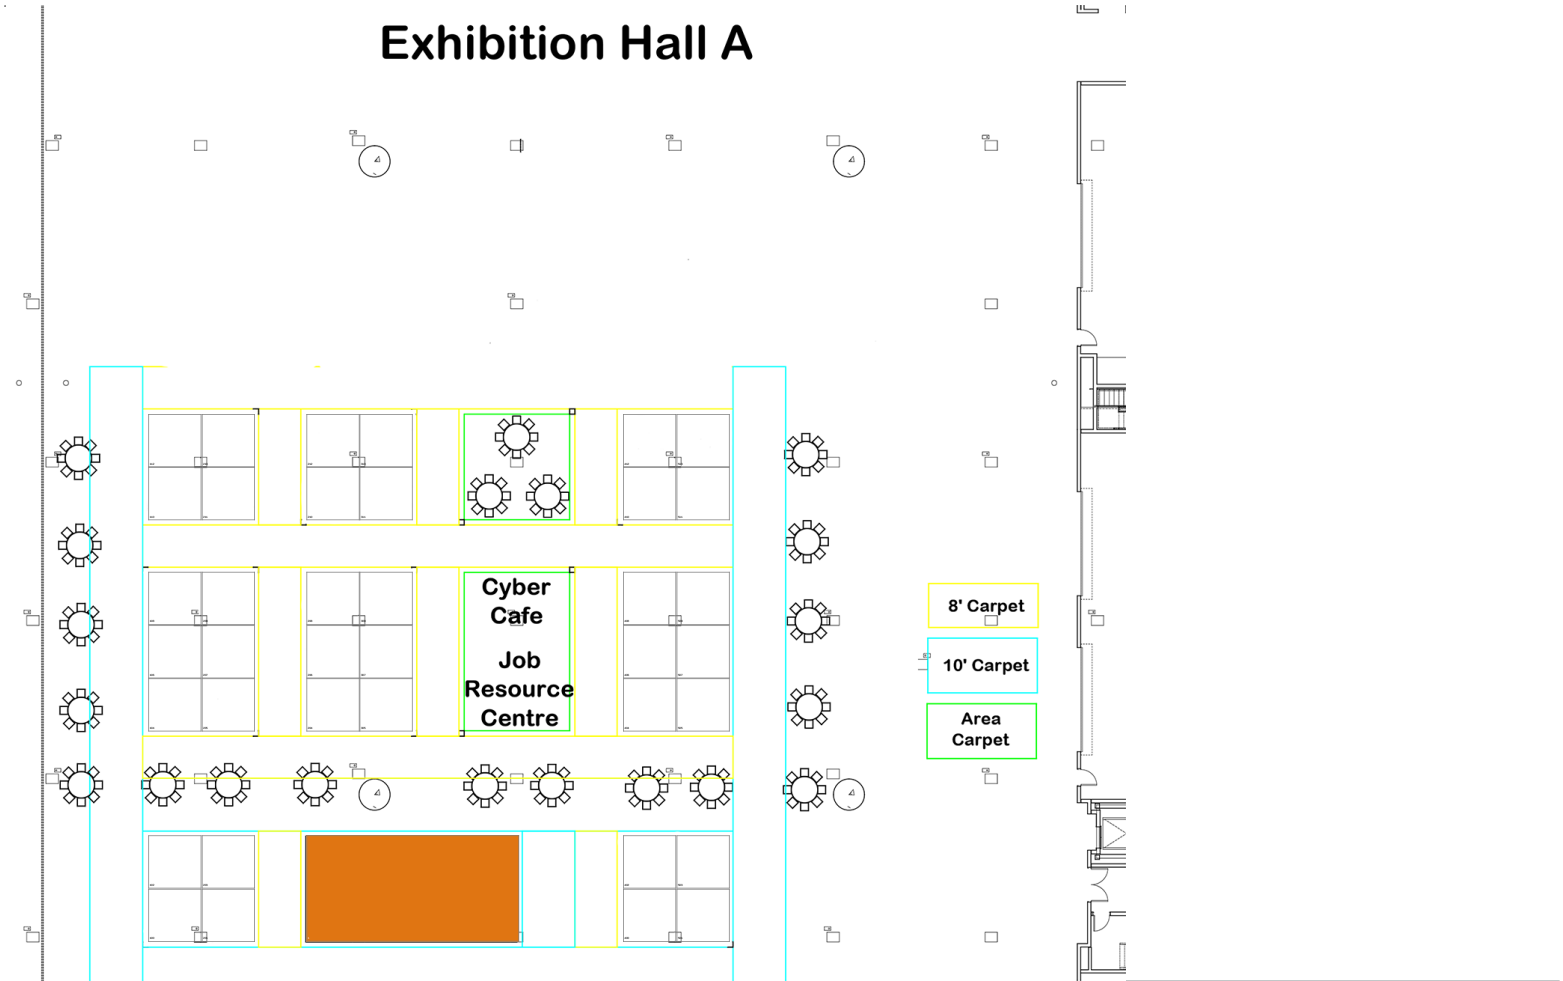 Exhibition Hall A
Cyber
Cafe
Job
Resource
Centre
8' Carpet
10' Carpet
Area
Carpet